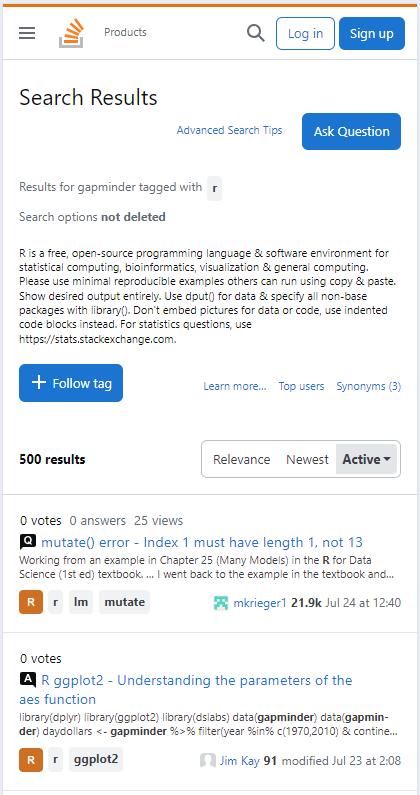 Products
Log in
Sign up
Search Results
Advanced Search Tips
Ask Question
Results for gapminder tagged with r
Search options not deleted
R is a free, open-source programming language & software environment for
statistical computing, bioinformatics, visualization & general computing.
Please use minimal reproducible examples others can run using copy & paste.
Show desired output entirely. Use dput() for data & specify all non-base
packages with library(). Don't embed pictures for data or code, use indented
code blocks instead. For statistics questions, use
https://stats.stackexchange.com.
+ Follow tag
Learn more... Top users Synonyms (3)
500 results
Relevance Newest Active
0 votes 0 answers 25 views
Q mutate() error - Index 1 must have length 1, not 13
Working from an example in Chapter 25 (Many Models) in the R for Data
Science (1st ed) textbook. ... I went back to the example in the textbook and...
R r lm mutate
mkrieger1 21.9k Jul 24 at 12:40
0 votes
A R ggplot2 - Understanding the parameters of the
aes function
library(dplyr) library(ggplot2) library(dslabs) data(gapminder) data(gapmin-
der) daydollars <- gapminder %>% filter(year %in% c(1970,2010) & contine...
R r ggplot2
Jim Kay 91 modified Jul 23 at 2:08